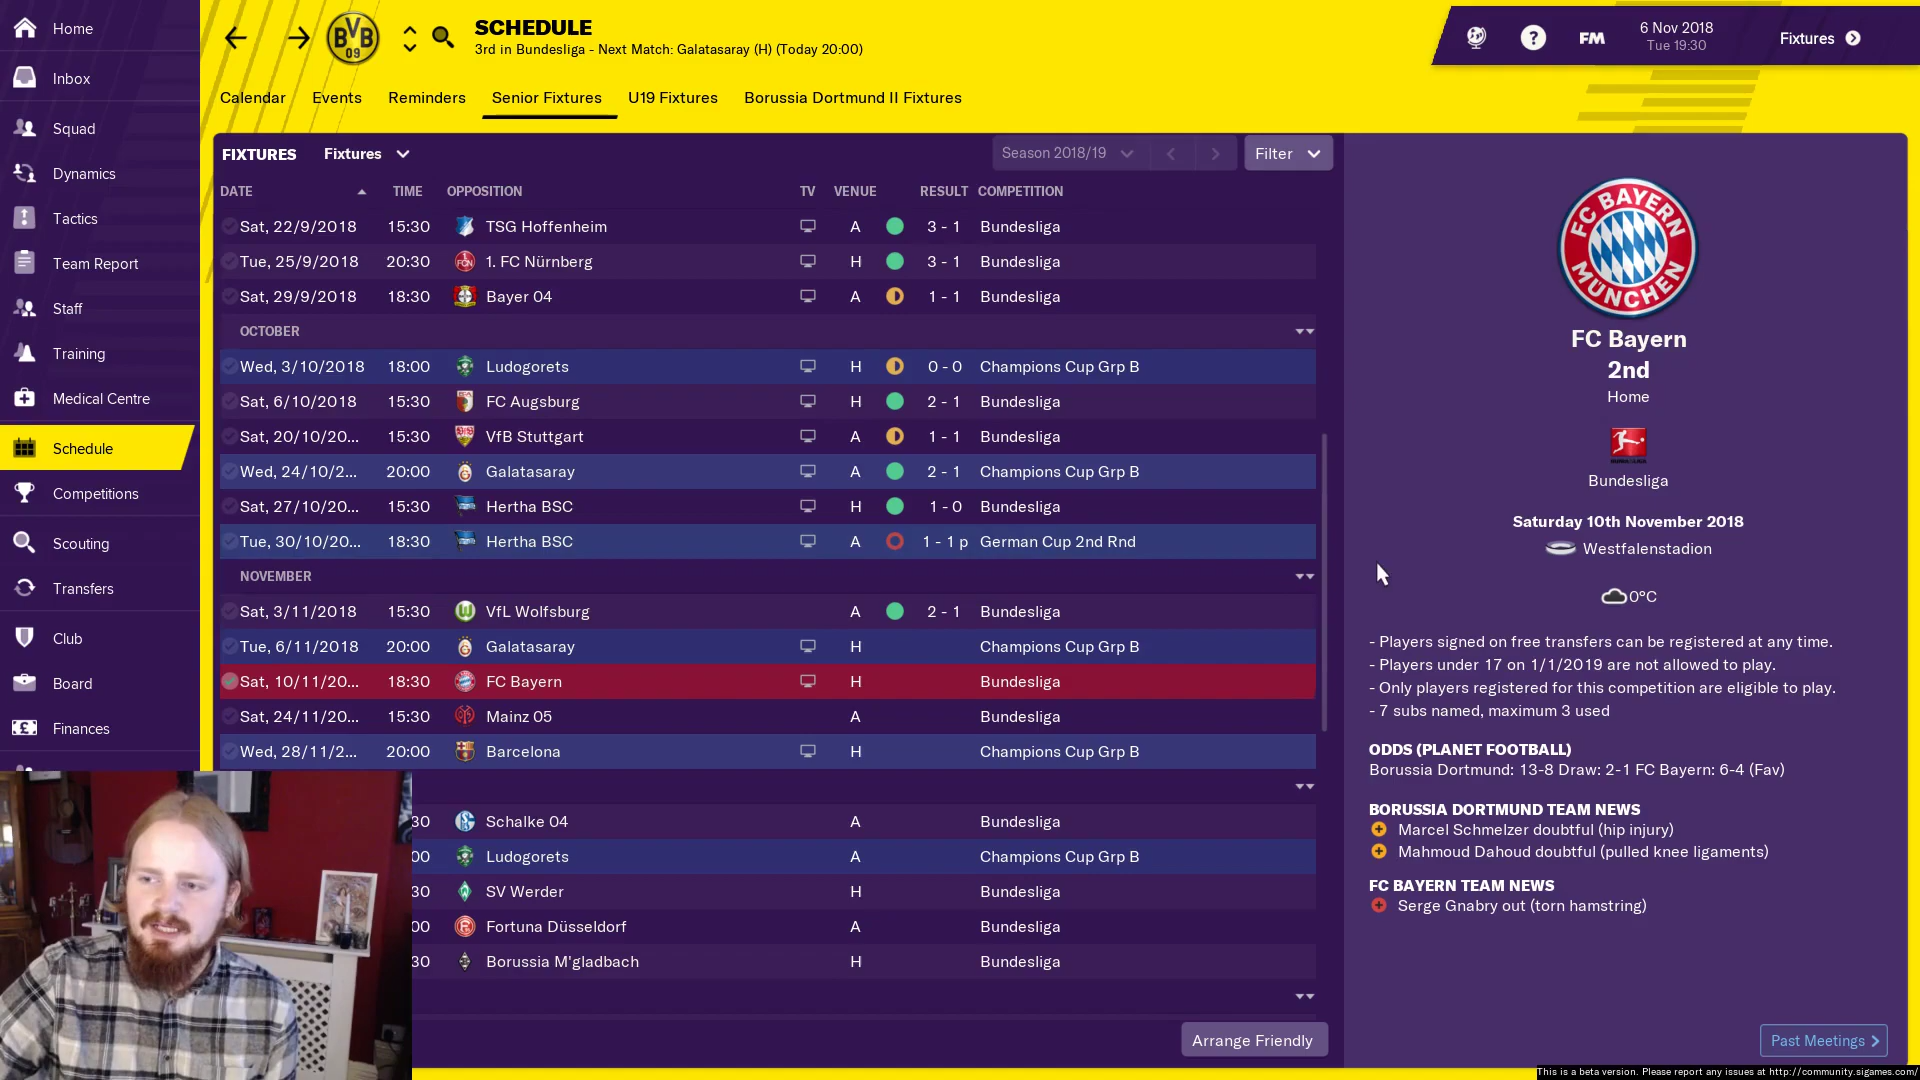 Home
Inbox
Squad
Dynamics
Tactics
Team Report
Staff
Training
Medical Centre
Schedule
Competitions
Scouting
Transfers
Club
Board
Finances
BVB 09
SCHEDULE
3rd in Bundesliga - Next Match: Galatasaray (H) (Today 20:00)
? FM 6 Nov 2018 Fixtures
Tue 19:30
Calendar Events Reminders Senior Fixtures U19 Fixtures Borussia Dortmund II Fixtures
FIXTURES Fixtures Season 2018/19 Filter
DATE TIME OPPOSITION TV VENUE RESULT COMPETITION
Sat, 22/9/2018 15:30 TSG Hoffenheim A 3 - 1 Bundesliga
Tue, 25/9/2018 20:30 1. FC Nürnberg H 3 - 1 Bundesliga
Sat, 29/9/2018 18:30 Bayer 04 A 1 - 1 Bundesliga
OCTOBER
Wed, 3/10/2018 18:00 Ludogorets H 0 - 0 Champions Cup Grp B
Sat, 6/10/2018 15:30 FC Augsburg H 2 - 1 Bundesliga
Sat, 20/10/20... 15:30 VfB Stuttgart A 1 - 1 Bundesliga
Wed, 24/10/2... 20:00 Galatasaray A 2 - 1 Champions Cup Grp B
Sat, 27/10/20... 15:30 Hertha BSC H 1 - 0 Bundesliga
Tue, 30/10/20... 18:30 Hertha BSC A 1 - 1 p German Cup 2nd Rnd
NOVEMBER
Sat, 3/11/2018 15:30 VfL Wolfsburg A 2 - 1 Bundesliga
Tue, 6/11/2018 20:00 Galatasaray H Champions Cup Grp B
Sat, 10/11/20... 18:30 FC Bayern H Bundesliga
Sat, 24/11/20... 15:30 Mainz 05 A Bundesliga
Wed, 28/11/2... 20:00 Barcelona H Champions Cup Grp B
30 Schalke 04 A Bundesliga
00 Ludogorets A Champions Cup Grp B
30 SV Werder H Bundesliga
00 Fortuna Düsseldorf A Bundesliga
30 Borussia M'gladbach H Bundesliga
Arrange Friendly
FC BAYERN MÜNCHEN
FC Bayern
2nd
Home
Bundesliga
Saturday 10th November 2018
Westfalenstadion
0°C
- Players signed on free transfers can be registered at any time.
- Players under 17 on 1/1/2019 are not allowed to play.
- Only players registered for this competition are eligible to play.
- 7 subs named, maximum 3 used
ODDS (PLANET FOOTBALL)
Borussia Dortmund: 13-8 Draw: 2-1 FC Bayern: 6-4 (Fav)
BORUSSIA DORTMUND TEAM NEWS
Marcel Schmelzer doubtful (hip injury)
Mahmoud Dahoud doubtful (pulled knee ligaments)
FC BAYERN TEAM NEWS
Serge Gnabry out (torn hamstring)
Past Meetings
This is a beta version. Please report any issues at http://community.sigames.com/